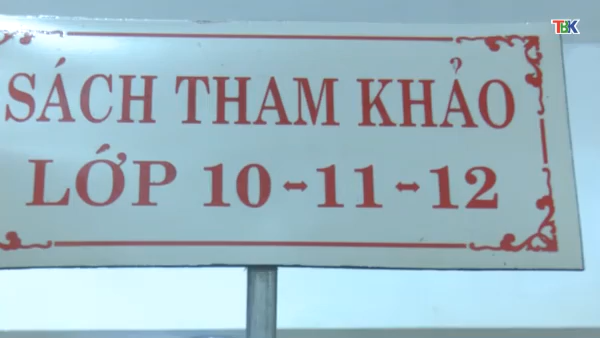 TBK
SÁCH THAM KHẢO
LỚP 10-11-12